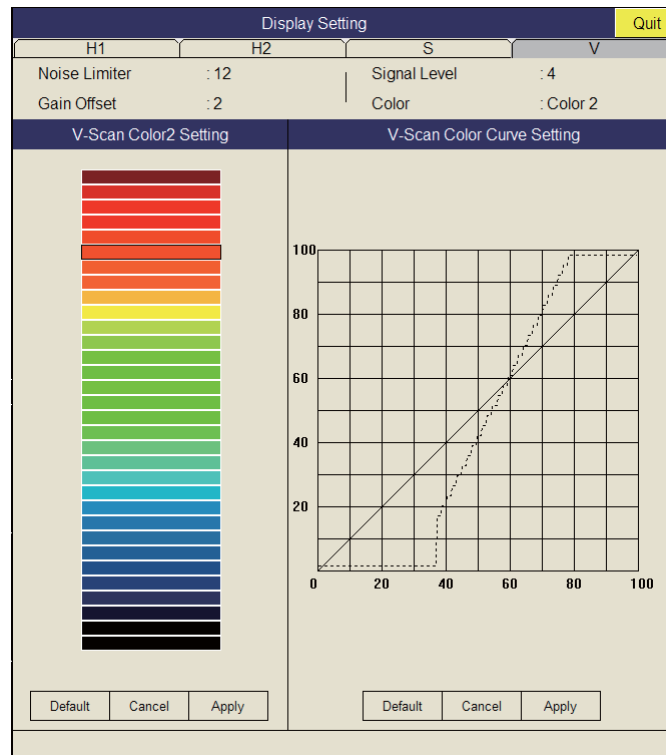 Display Setting Quit
H1 H2 S V
Noise Limiter : 12 Signal Level : 4
Gain Offset : 2 Color : Color 2
V-Scan Color2 Setting V-Scan Color Curve Setting
100
80
60
40
20
0 20 40 60 80 100
Default Cancel Apply Default Cancel Apply